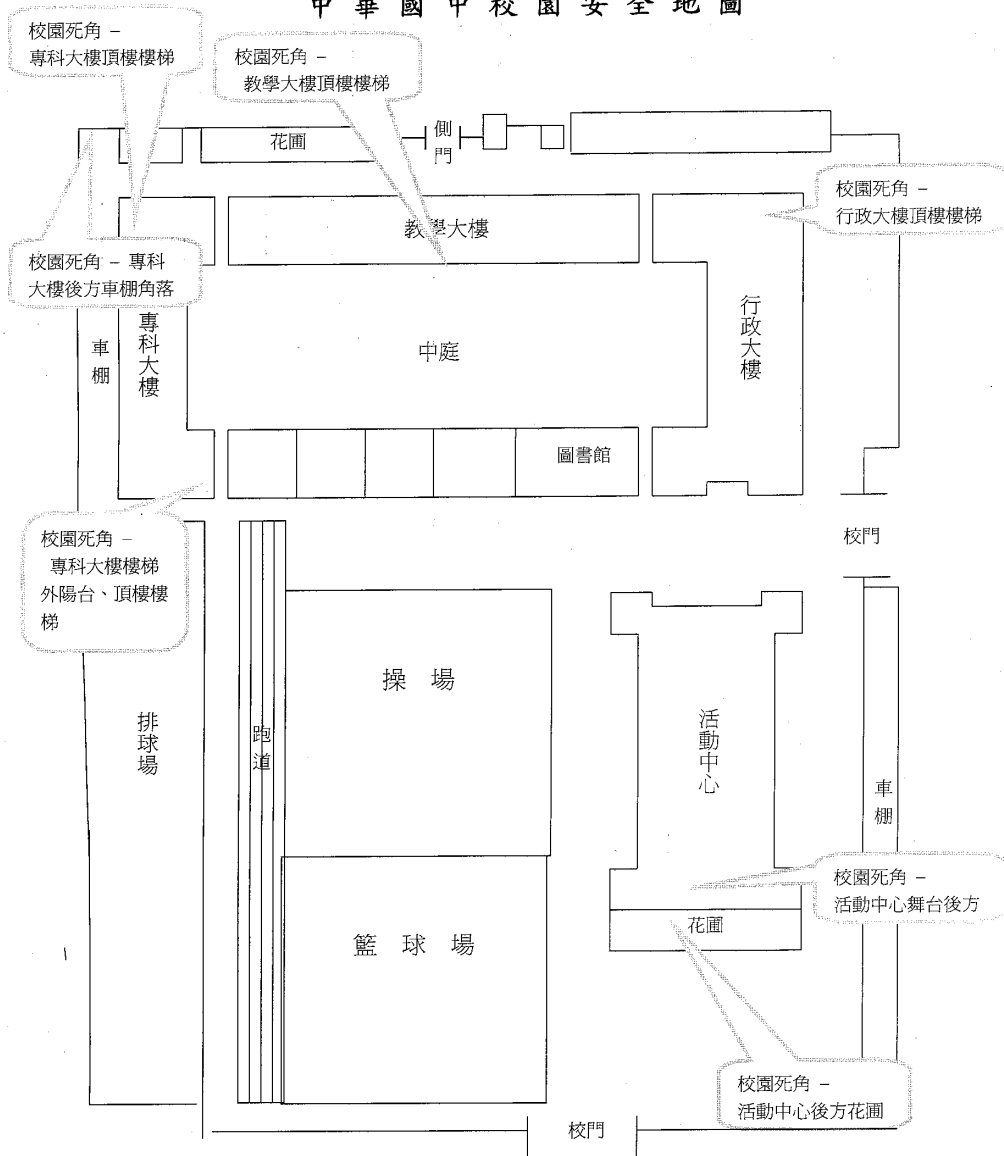 中華國中校園安全地圖
校園死角 –
專科大樓頂樓樓梯
校園死角 –
教學大樓頂樓樓梯
花圃
側門
校園死角 –
行政大樓頂樓樓梯
教學大樓
校園死角 – 專科
大樓後方車棚角落
車棚
專科大樓
中庭
行政大樓
圖書館
校園死角 –
專科大樓樓梯
外陽台、頂樓樓
梯
校門
操場
排球場
跑道
活動中心
車棚
校園死角 –
活動中心舞台後方
花圃
籃球場
校園死角 –
活動中心後方花圃
校門